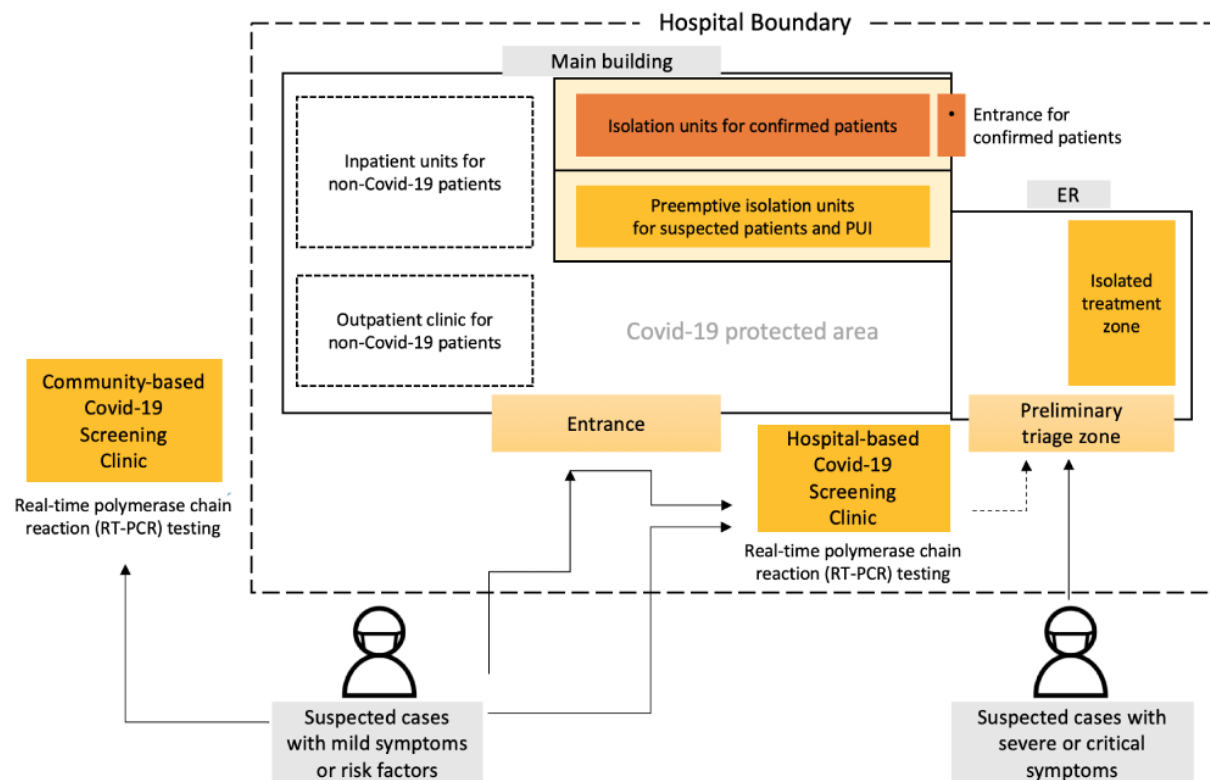 Hospital Boundary
Main building
Isolation units for confirmed patients
•
Entrance for
confirmed patients
Inpatient units for
non-Covid-19 patients
Preemptive isolation units
for suspected patients and PUI
ER
Isolated
treatment
zone
Outpatient clinic for
non-Covid-19 patients
Covid-19 protected area
Community-based
Covid-19
Screening
Clinic
Real-time polymerase chain
reaction (RT-PCR) testing
Entrance
Hospital-based
Covid-19
Screening
Clinic
Real-time polymerase chain
reaction (RT-PCR) testing
Preliminary
triage zone
Suspected cases
with mild symptoms
or risk factors
Suspected cases with
severe or critical
symptoms